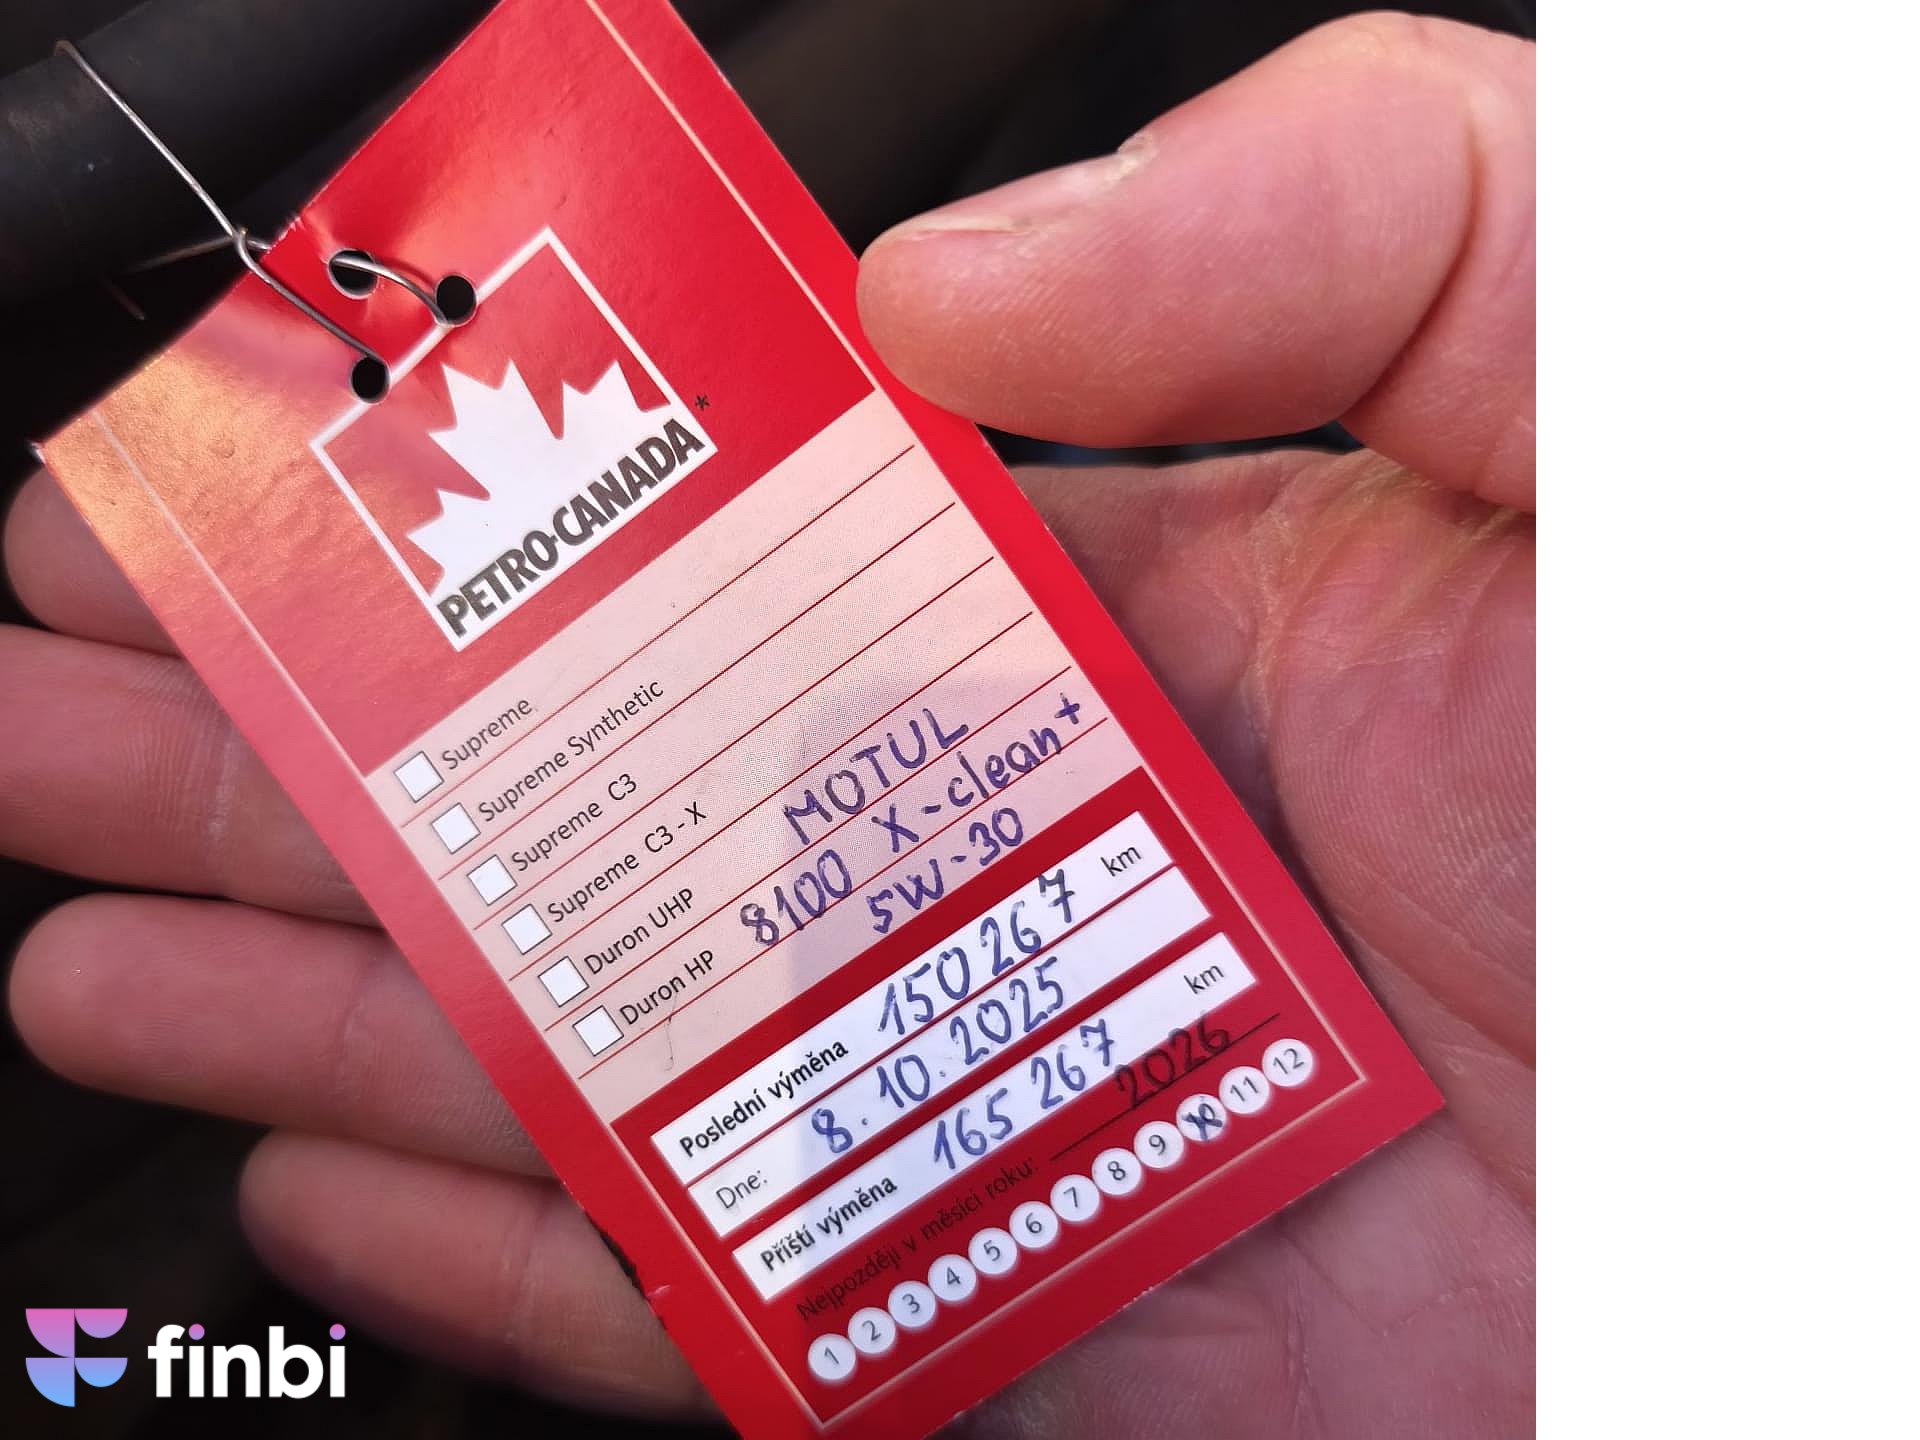 PETRO-CANADA*
Supreme
Supreme Synthetic
Supreme C3
Supreme C3-X
Duron UHP MOTUL
Duron HP 8100 X-clean+
5W-30
Poslední výměna 150 267 km
Dne: 8.10.2025
Příští výměna 165 267 km
Nejpozději v měsíci roku: 2026
1 2 3 4 5 6 7 8 9 10 11 12
finbi